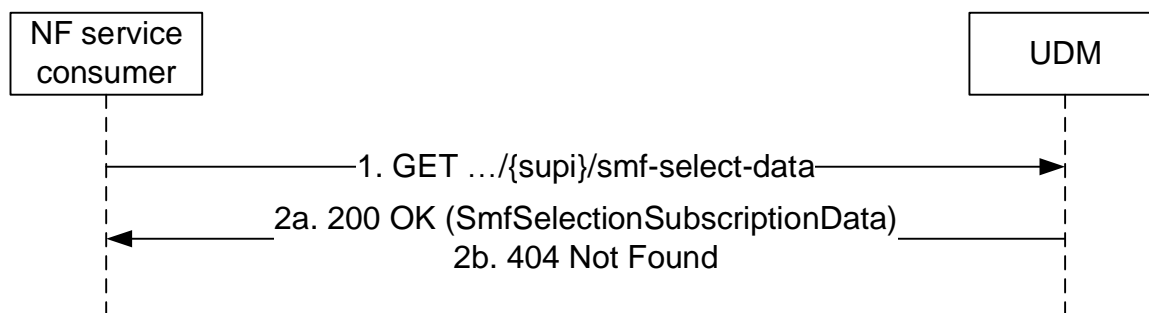 NF service
consumer
UDM
1. GET …/{supi}/smf-select-data
2a. 200 OK (SmfSelectionSubscriptionData)
2b. 404 Not Found